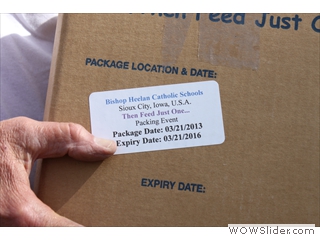 Then Feed Just O
PACKAGE LOCATION & DATE:
Bishop Heelan Catholic Schools
Sioux City, Iowa, U.S.A.
Then Feed Just One...
Packing Event
Package Date: 03/21/2013
Expiry Date: 03/21/2016
EXPIRY DATE:
WOWSlider.com